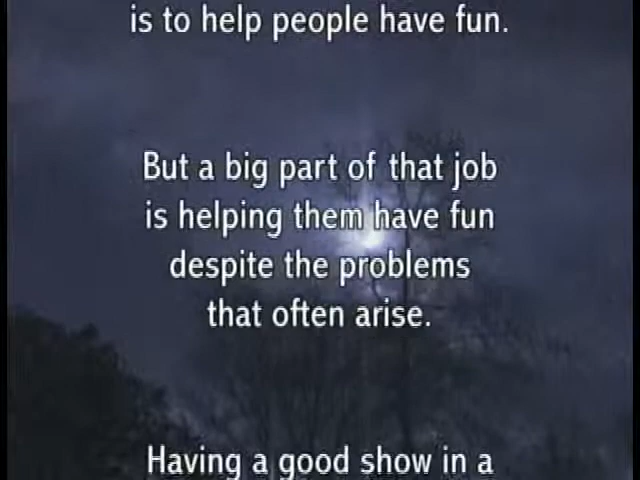 is to help people have fun.
But a big part of that job
is helping them have fun
despite the problems
that often arise.
Having a good show in a